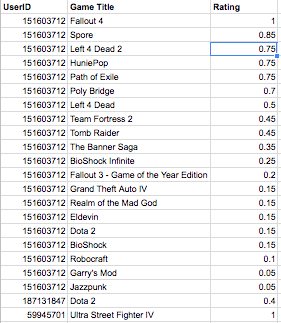 UserID Game Title Rating
151603712 Fallout 4 1
151603712 Spore 0.85
151603712 Left 4 Dead 2 0.75
151603712 HuniePop 0.75
151603712 Path of Exile 0.75
151603712 Poly Bridge 0.7
151603712 Left 4 Dead 0.5
151603712 Team Fortress 2 0.45
151603712 Tomb Raider 0.45
151603712 The Banner Saga 0.35
151603712 BioShock Infinite 0.25
151603712 Fallout 3 - Game of the Year Edition 0.2
151603712 Grand Theft Auto IV 0.15
151603712 Realm of the Mad God 0.15
151603712 Eldevin 0.15
151603712 Dota 2 0.15
151603712 BioShock 0.15
151603712 Robocraft 0.1
151603712 Garry's Mod 0.05
151603712 Jazzpunk 0.05
187131847 Dota 2 0.4
59945701 Ultra Street Fighter IV 1